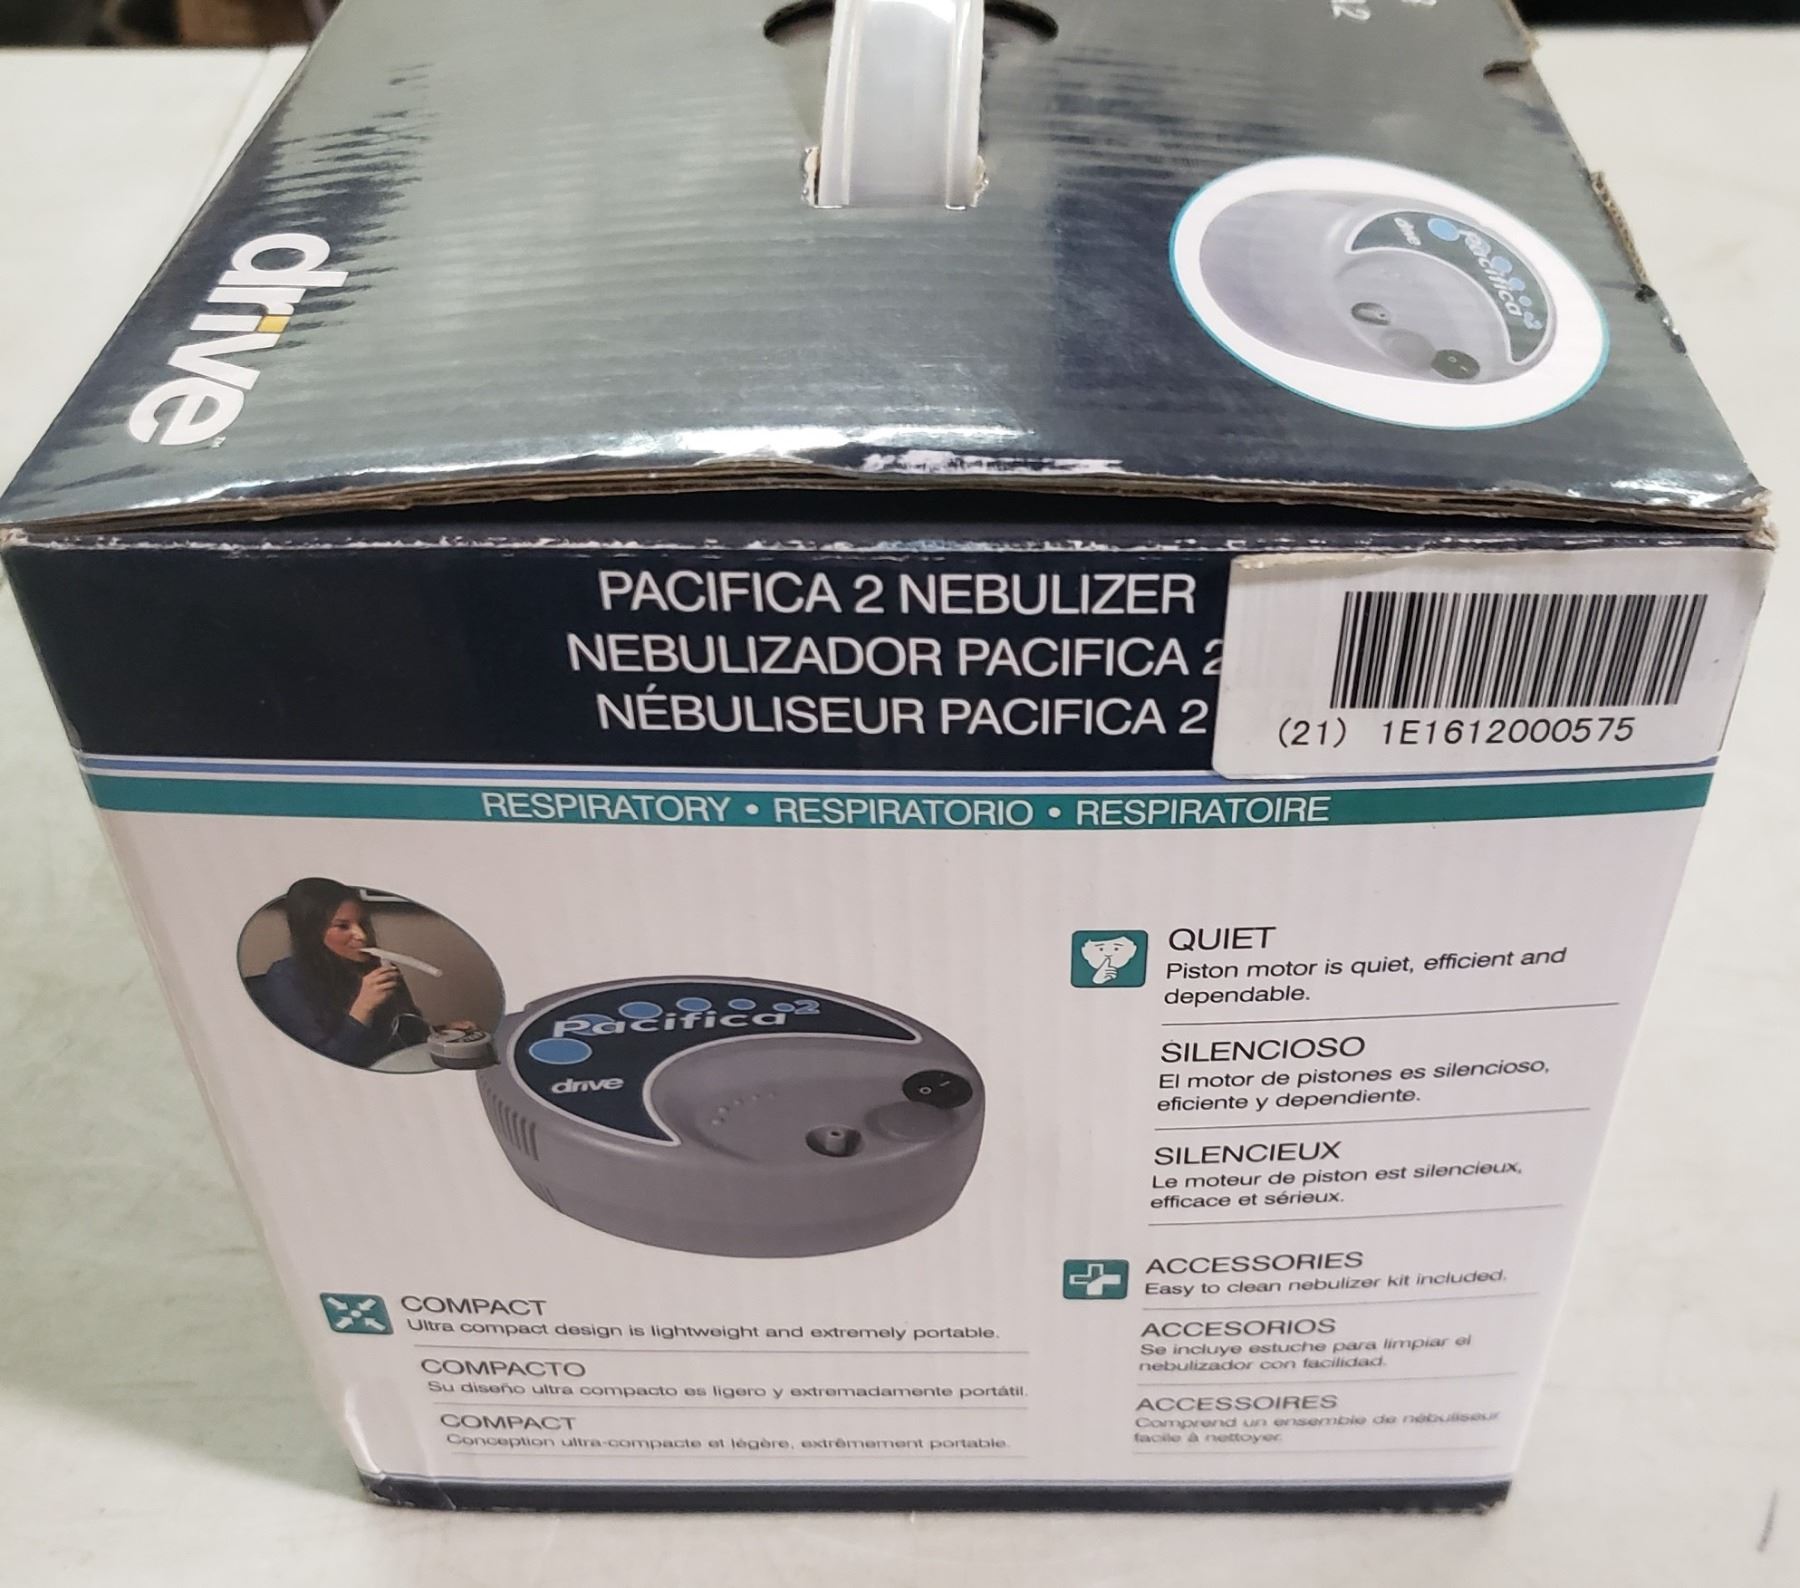 12
drive™
drive
Pacifica 2
PACIFICA 2 NEBULIZER
NEBULIZADOR PACIFICA 2
NÉBULISEUR PACIFICA 2
(21) 1E1612000575
RESPIRATORY • RESPIRATORIO • RESPIRATOIRE
Pacifica 2
drive
QUIET
Piston motor is quiet, efficient and
dependable.
SILENCIOSO
El motor de pistones es silencioso,
eficiente y dependiente.
SILENCIEUX
Le moteur de piston est silencieux,
efficace et sérieux.
COMPACT
Ultra compact design is lightweight and extremely portable.
COMPACTO
Su diseño ultra compacto es ligero y extremadamente portátil.
COMPACT
Conception ultra-compacte et légère, extrêmement portable.
ACCESSORIES
Easy to clean nebulizer kit included.
ACCESORIOS
Se incluye estuche para limpiar el
nebulizador con facilidad.
ACCESSOIRES
Comprend un ensemble de nébuliseur
facile à nettoyer.